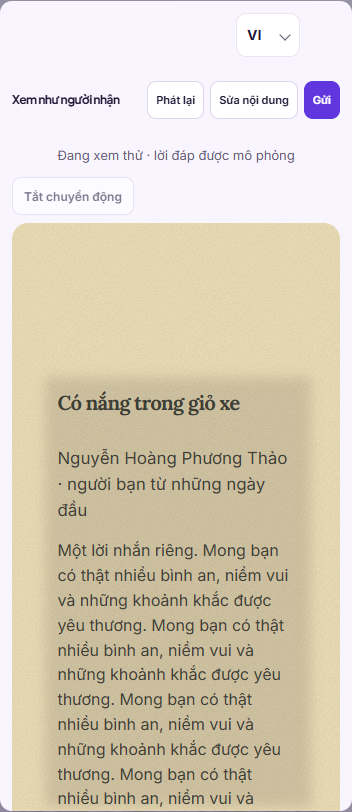 VI
Xem như người nhận
Phát lại
Sửa nội dung
Gửi
Đang xem thử · lời đáp được mô phỏng
Tắt chuyển động
Có nắng trong giỏ xe
Nguyễn Hoàng Phương Thảo
· người bạn từ những ngày
đầu
Một lời nhắn riêng. Mong bạn
có thật nhiều bình an, niềm vui
và những khoảnh khắc được
yêu thương. Mong bạn có thật
nhiều bình an, niềm vui và
những khoảnh khắc được yêu
thương. Mong bạn có thật
nhiều bình an, niềm vui và
những khoảnh khắc được yêu
thương. Mong bạn có thật
nhiều bình an, niềm vui và